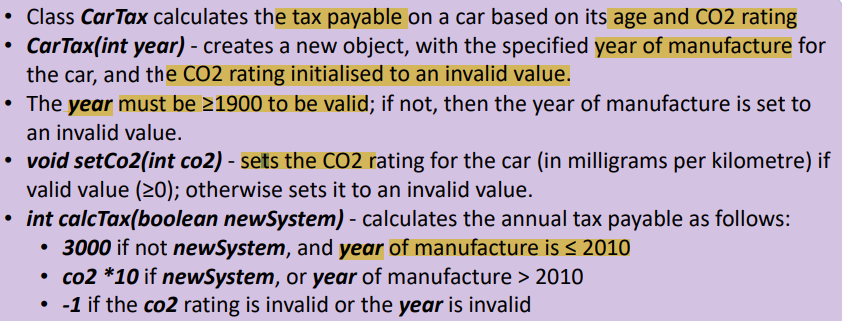 • Class CarTax calculates the tax payable on a car based on its age and CO2 rating
• CarTax(int year) - creates a new object, with the specified year of manufacture for
the car, and the CO2 rating initialised to an invalid value.
• The year must be ≥1900 to be valid; if not, then the year of manufacture is set to
an invalid value.
• void setCo2(int co2) - sets the CO2 rating for the car (in milligrams per kilometre) if
valid value (≥0); otherwise sets it to an invalid value.
• int calcTax(boolean newSystem) - calculates the annual tax payable as follows:
• 3000 if not newSystem, and year of manufacture is ≤ 2010
• co2 *10 if newSystem, or year of manufacture > 2010
• -1 if the co2 rating is invalid or the year is invalid